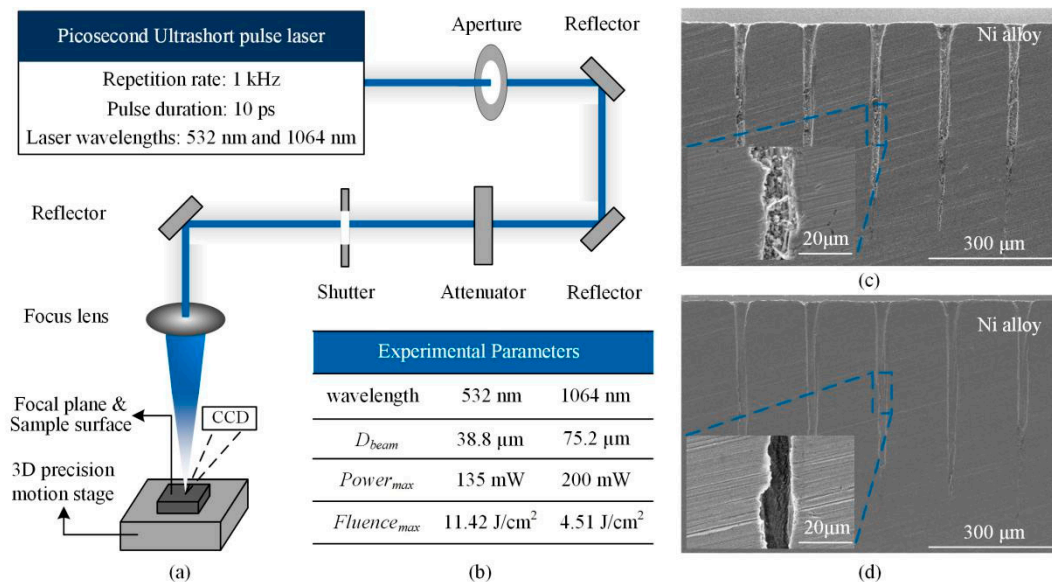 Picosecond Ultrashort pulse laser
Repetition rate: 1 kHz
Pulse duration: 10 ps
Laser wavelengths: 532 nm and 1064 nm
Aperture
Reflector
Reflector
Shutter
Attenuator
Reflector
Focus lens
Focal plane &
Sample surface
CCD
3D precision
motion stage
(a)
Experimental Parameters
wavelength 532 nm 1064 nm
D_beam 38.8 µm 75.2 µm
Power_max 135 mW 200 mW
Fluence_max 11.42 J/cm² 4.51 J/cm²
(b)
Ni alloy
20µm
300 µm
(c)
Ni alloy
20µm
300 µm
(d)